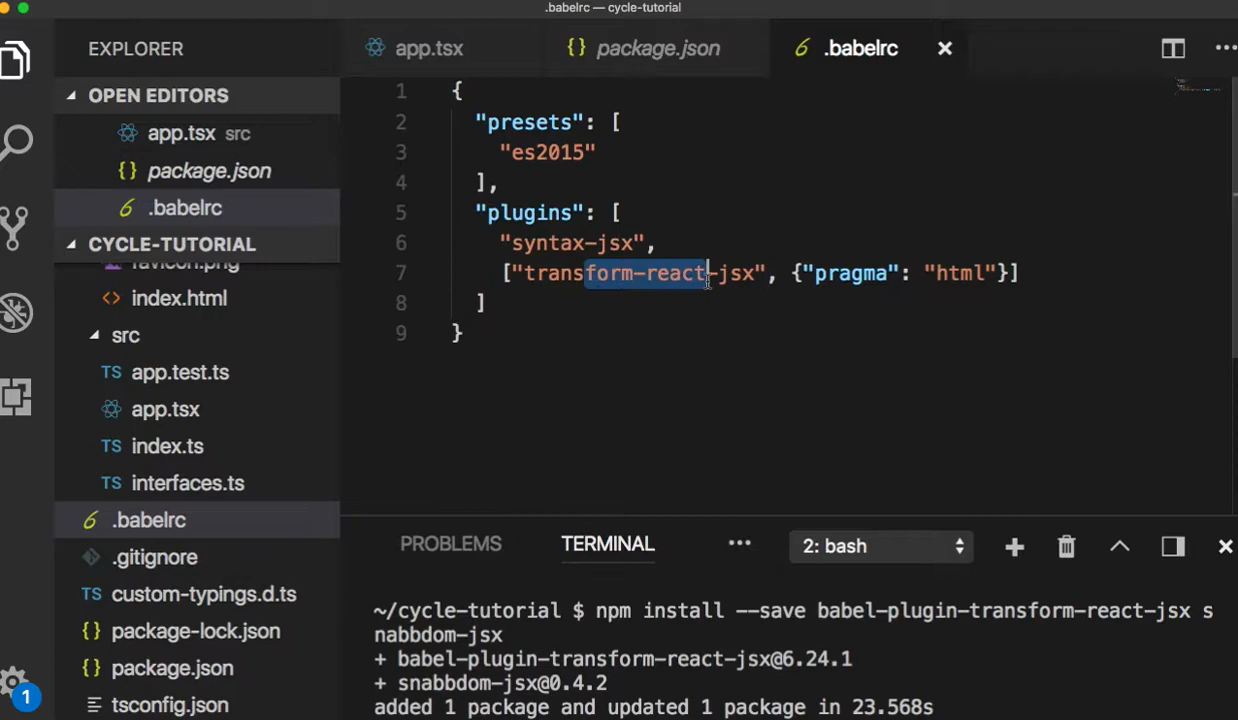 .babelrc — cycle-tutorial
EXPLORER
OPEN EDITORS
app.tsx src
{} package.json
.babelrc
CYCLE-TUTORIAL
favicon.png
<> index.html
src
TS app.test.ts
app.tsx
TS index.ts
TS interfaces.ts
.babelrc
.gitignore
TS custom-typings.d.ts
{} package-lock.json
{} package.json
tsconfig.json
1
app.tsx
{} package.json
.babelrc
1 {
2 "presets": [
3 "es2015"
4 ],
5 "plugins": [
6 "syntax-jsx",
7 ["transform-react-jsx", {"pragma": "html"}]
8 ]
9 }
PROBLEMS TERMINAL ••• 2: bash
~/cycle-tutorial $ npm install --save babel-plugin-transform-react-jsx s
nabbdom-jsx
+ babel-plugin-transform-react-jsx@6.24.1
+ snabbdom-jsx@0.4.2
added 1 package and updated 1 package in 23.568s